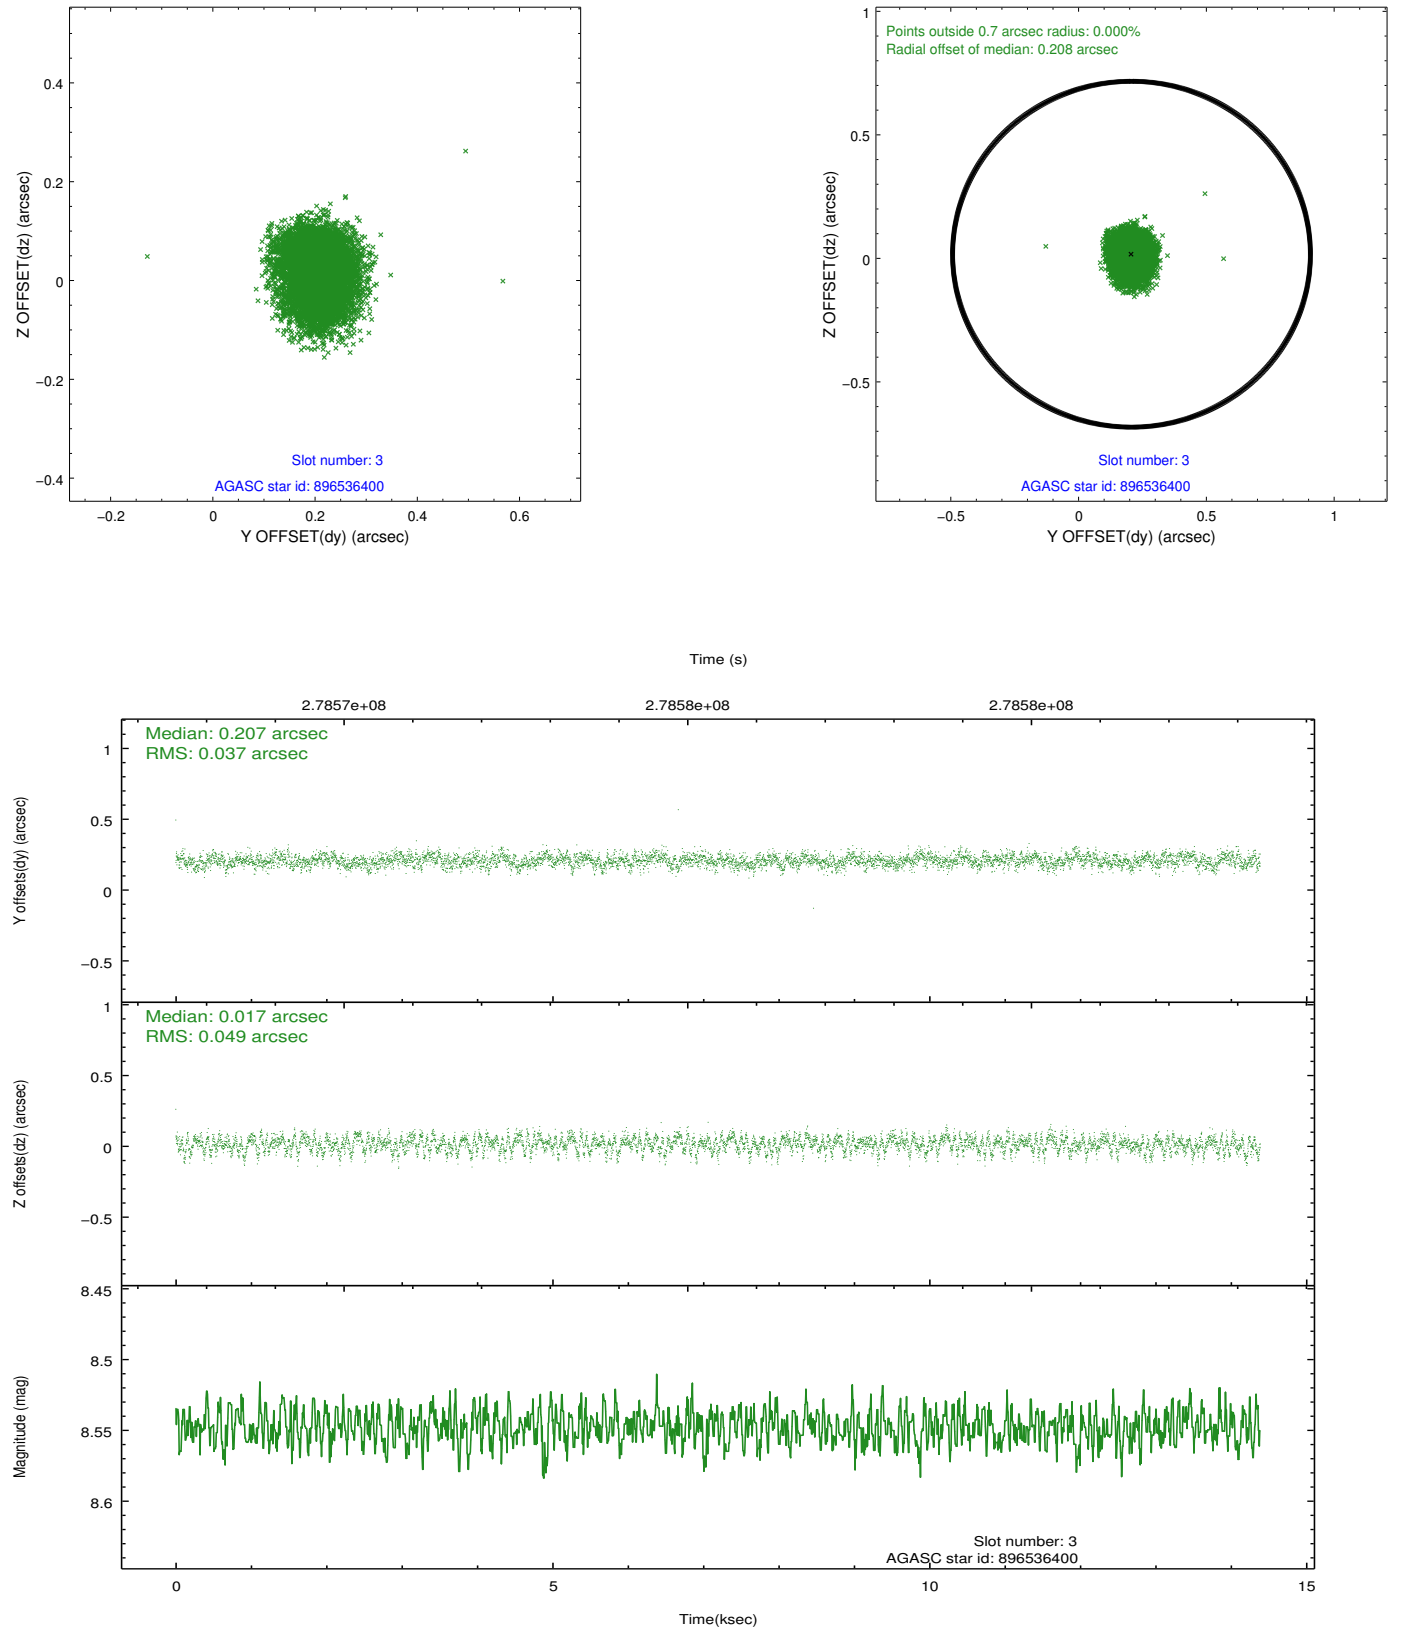 0.4
0.2
0
−0.2
−0.4
Z OFFSET(dz) (arcsec)
Slot number: 3
AGASC star id: 896536400
−0.2
0
0.2
0.4
0.6
Y OFFSET(dy) (arcsec)
Points outside 0.7 arcsec radius: 0.000%
Radial offset of median: 0.208 arcsec
1
0.5
0
−0.5
Z OFFSET(dz) (arcsec)
Slot number: 3
AGASC star id: 896536400
−0.5
0
0.5
1
Y OFFSET(dy) (arcsec)
Time (s)
2.7857e+08
2.7858e+08
2.7858e+08
Median: 0.207 arcsec
RMS: 0.037 arcsec
1
0.5
0
−0.5
Y offsets(dy) (arcsec)
Median: 0.017 arcsec
RMS: 0.049 arcsec
1
0.5
0
−0.5
Z offsets(dz) (arcsec)
8.45
8.5
8.55
8.6
Magnitude (mag)
Slot number: 3
AGASC star id: 896536400
0
5
10
15
Time(ksec)